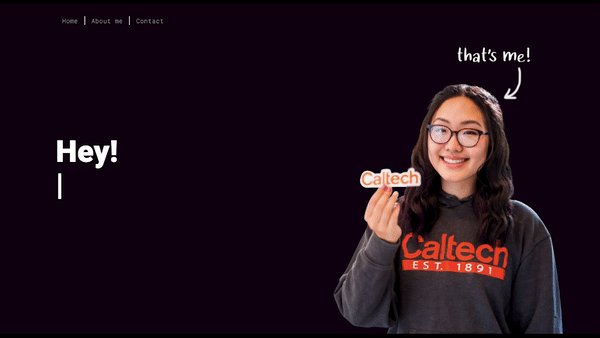 Home | About me | Contact
that's me!
Hey!
Caltech
Caltech
EST. 1891